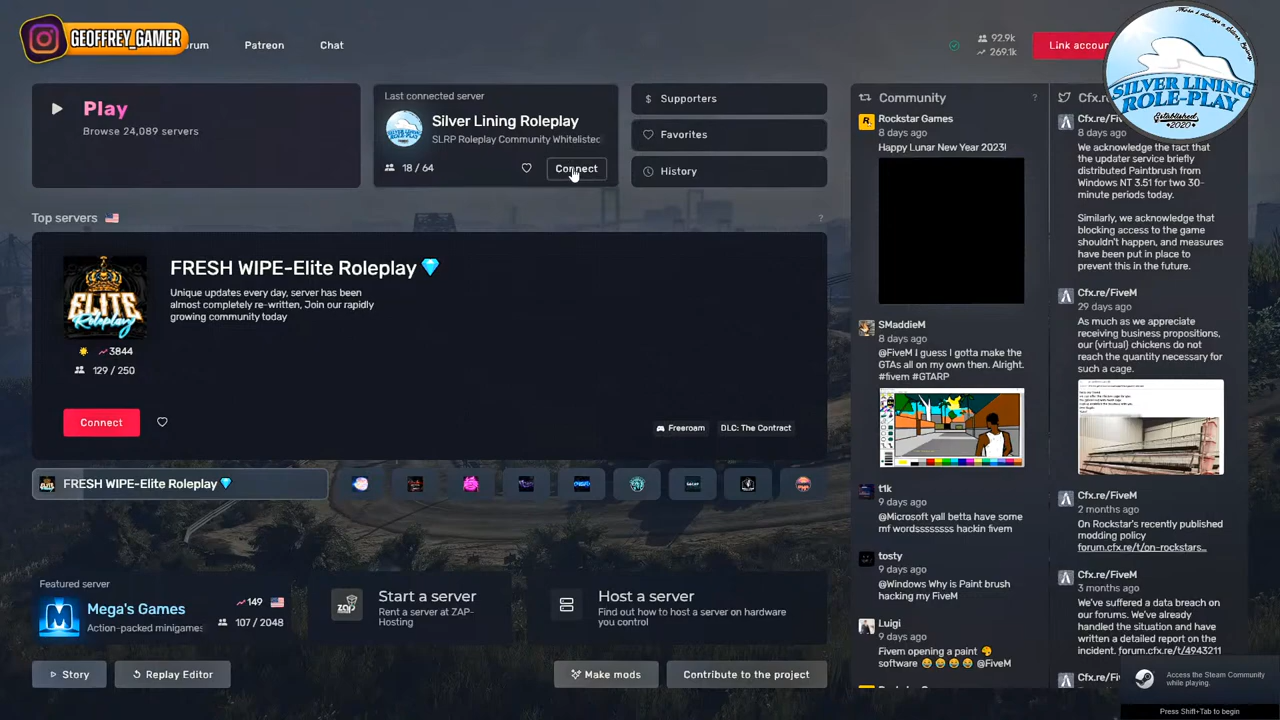 GEOFFREY_GAMER
rum
Patreon
Chat
92.9k
269.1k
Link accou
There's always a Silver Lining
SILVER LINING
ROLE-PLAY
Established
2020
Play
Browse 24,089 servers
Last connected server
Silver Lining Roleplay
SLRP Roleplay Community Whitelisted
18 / 64
Connect
Supporters
Favorites
History
Top servers
?
ELITE
Roleplay
FRESH WIPE-Elite Roleplay
Unique updates every day, server has been
almost completely re-written, Join our rapidly
growing community today
3844
129 / 250
Connect
Freeroam
DLC: The Contract
FRESH WIPE-Elite Roleplay
Featured server
Mega's Games
Action-packed minigames
149
107 / 2048
ZAP
Start a server
Rent a server at ZAP-
Hosting
Host a server
Find out how to host a server on hardware
you control
Story
Replay Editor
Make mods
Contribute to the project
Community
?
Rockstar Games
8 days ago
Happy Lunar New Year 2023!
SMaddieM
8 days ago
@FiveM I guess I gotta make the
GTAs all on my own then. Alright.
#fivem #GTARP
t1k
9 days ago
@Microsoft yall betta have some
mf wordssssssss hackin fivem
tosty
9 days ago
@Windows Why is Paint brush
hacking my FiveM
Luigi
9 days ago
Fivem opening a paint
software @FiveM
Cfx.r
Cfx.re/
8 days
We acknowledge the fact that
the updater service briefly
distributed Paintbrush from
Windows NT 3.51 for two 30-
minute periods today.
Similarly, we acknowledge that
blocking access to the game
shouldn't happen, and measures
have been put in place to
prevent this in the future.
Cfx.re/FiveM
29 days ago
As much as we appreciate
receiving business propositions,
our (virtual) chickens do not
reach the quantity necessary for
such a cage.
Cfx.re/FiveM
2 months ago
On Rockstar's recently published
modding policy
forum.cfx.re/t/on-rockstars…
Cfx.re/FiveM
3 months ago
We've suffered a data breach on
our forums. We've already
handled the situation and have
written a detailed report on the
incident. forum.cfx.re/t/4943211
Access the Steam Community
while playing.
Press Shift+Tab to begin